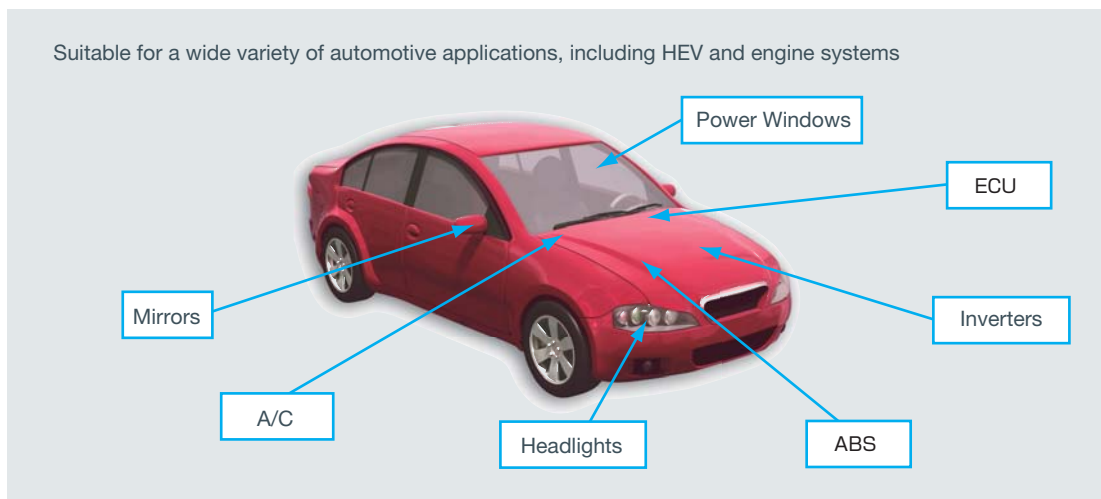 Suitable for a wide variety of automotive applications, including HEV and engine systems
Power Windows
ECU
Mirrors
Inverters
A/C
Headlights
ABS